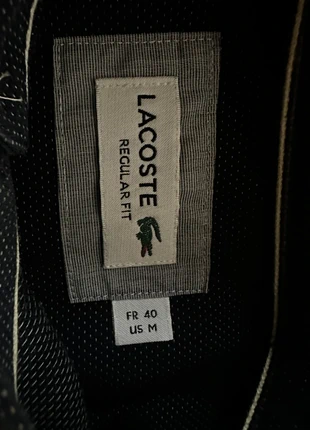 LACOSTE
REGULAR FIT
FR 40
US M